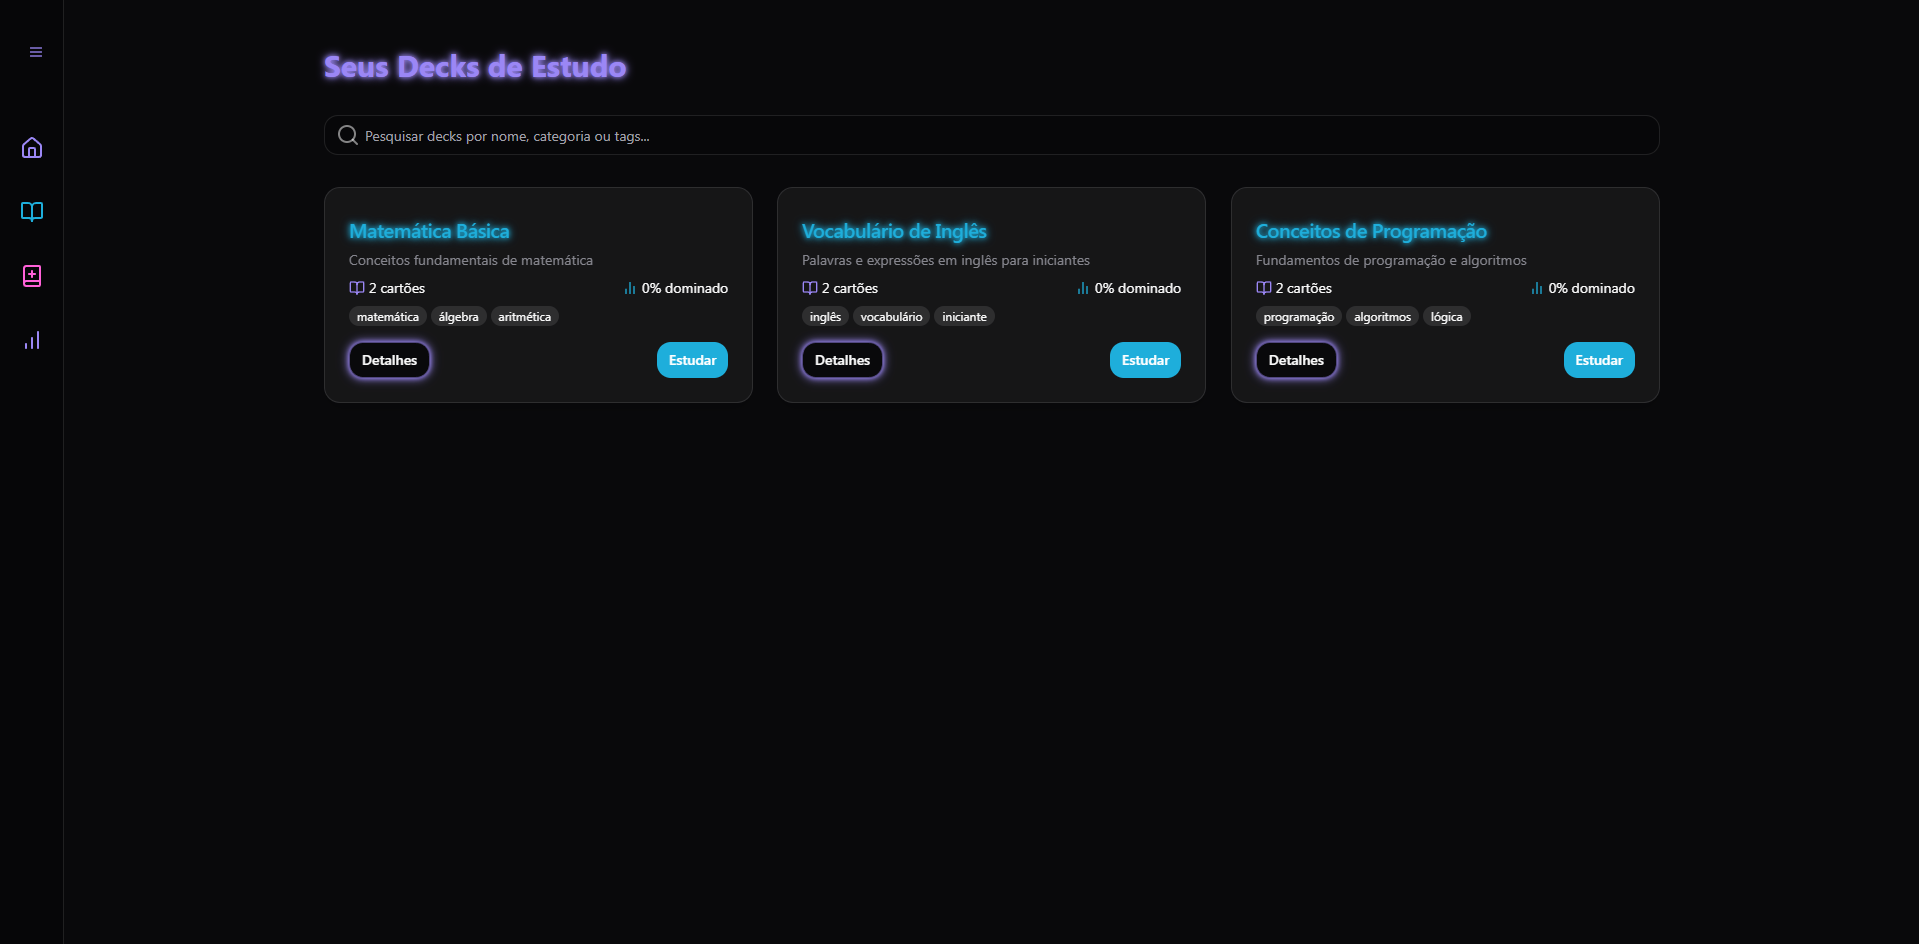 Seus Decks de Estudo
Pesquisar decks por nome, categoria ou tags...
Matemática Básica
Conceitos fundamentais de matemática
2 cartões
0% dominado
matemática álgebra aritmética
Detalhes
Estudar
Vocabulário de Inglês
Palavras e expressões em inglês para iniciantes
2 cartões
0% dominado
inglês vocabulário iniciante
Detalhes
Estudar
Conceitos de Programação
Fundamentos de programação e algoritmos
2 cartões
0% dominado
programação algoritmos lógica
Detalhes
Estudar